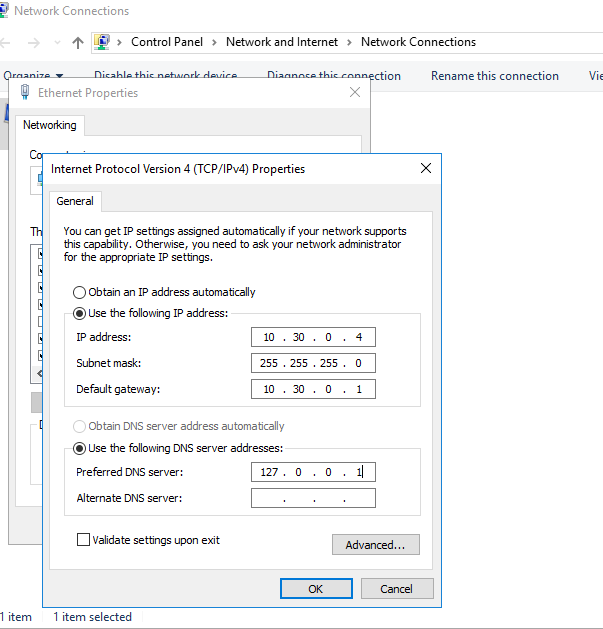 Network Connections
Control Panel > Network and Internet > Network Connections
Organize Disable this network device Diagnose this connection Rename this connection
Ethernet Properties
Networking
Internet Protocol Version 4 (TCP/IPv4) Properties
General
You can get IP settings assigned automatically if your network supports
this capability. Otherwise, you need to ask your network administrator
for the appropriate IP settings.
Obtain an IP address automatically
Use the following IP address:
IP address: 10 . 30 . 0 . 4
Subnet mask: 255 . 255 . 255 . 0
Default gateway: 10 . 30 . 0 . 1
Obtain DNS server address automatically
Use the following DNS server addresses:
Preferred DNS server: 127 . 0 . 0 . 1
Alternate DNS server: . . .
Validate settings upon exit
Advanced...
OK Cancel
1 item 1 item selected